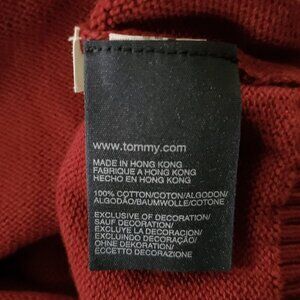 www.tommy.com
MADE IN HONG KONG
FABRIQUE A HONG KONG
HECHO EN HONG KONG
100% COTTON/COTON/ALGODON/
ALGODÃO/BAUMWOLLE/COTONE
EXCLUSIVE OF DECORATION/
SAUF DECORATION/
EXCLUYE LA DECORACION/
EXCLUINDO DECORAÇÃO/
OHNE DEKORATION/
ECCETTO DECORAZIONE